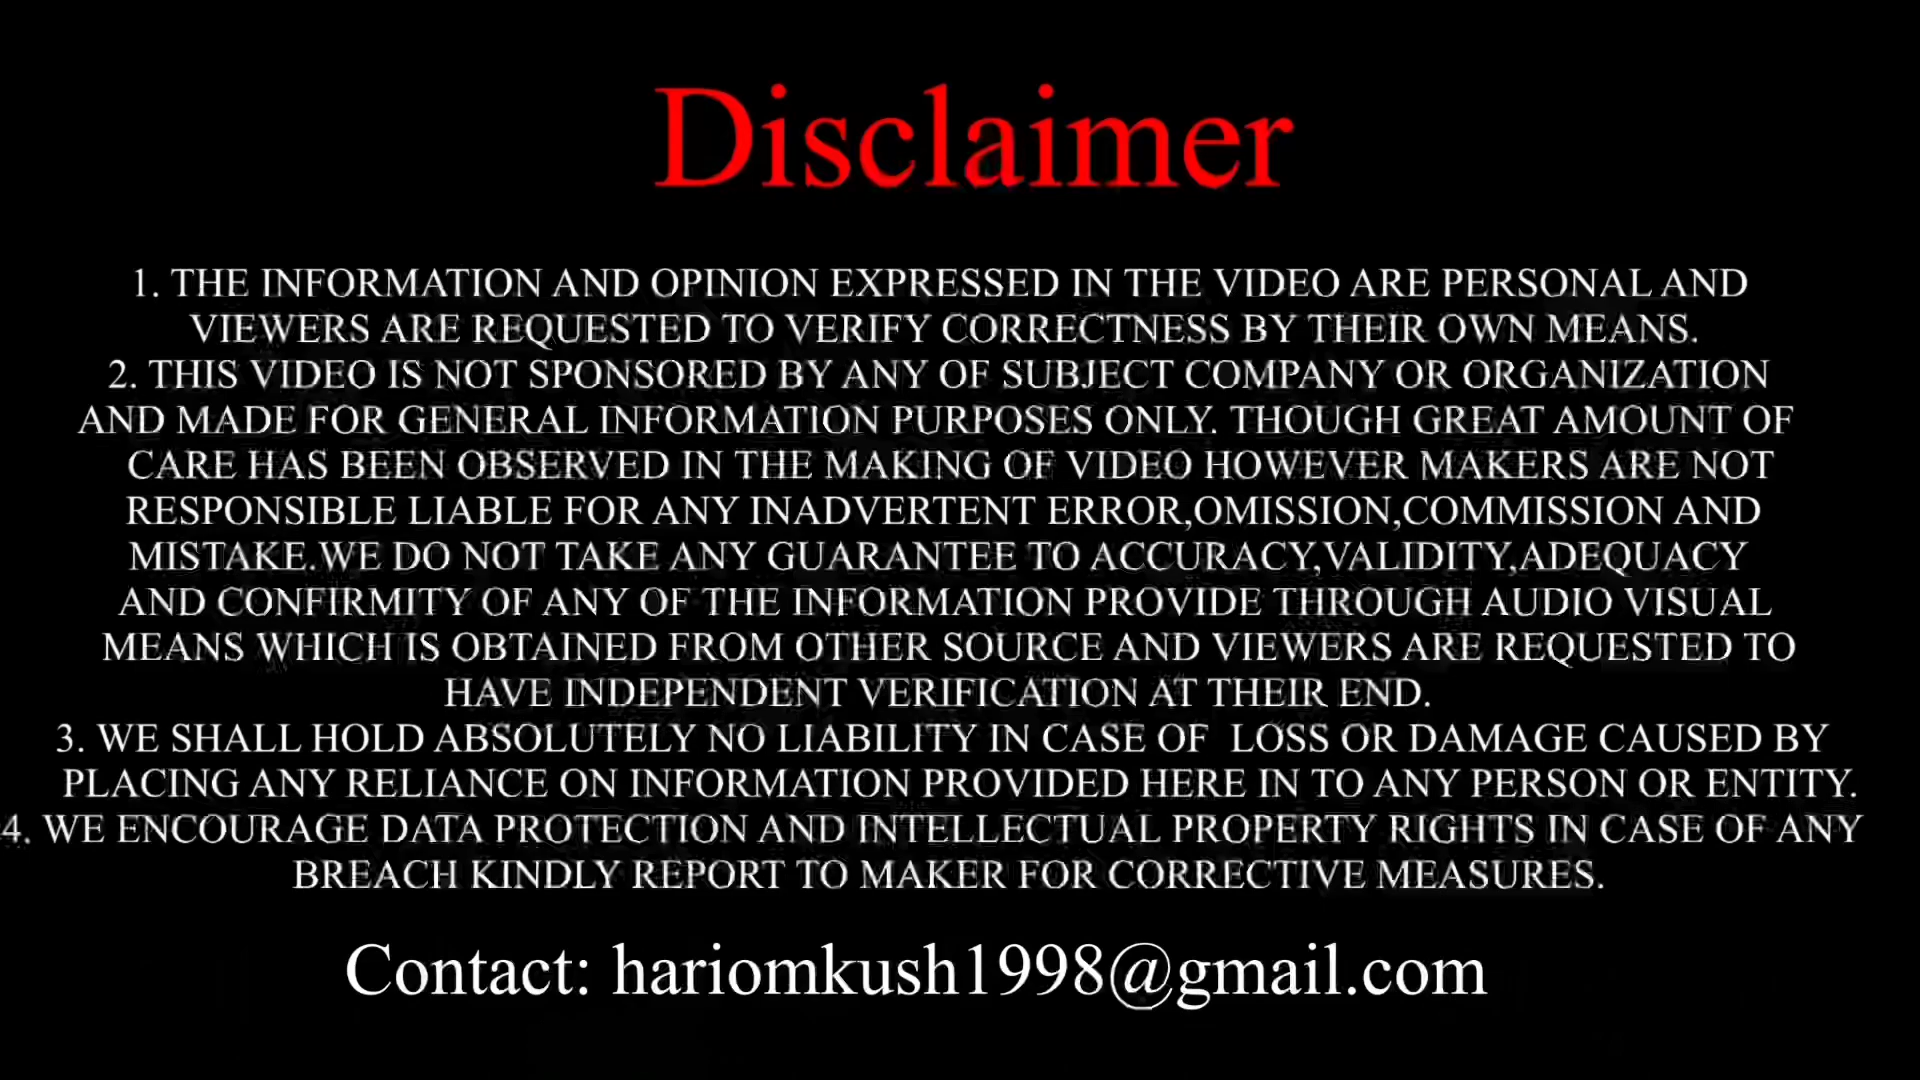 Disclaimer
1. THE INFORMATION AND OPINION EXPRESSED IN THE VIDEO ARE PERSONAL AND
VIEWERS ARE REQUESTED TO VERIFY CORRECTNESS BY THEIR OWN MEANS.
2. THIS VIDEO IS NOT SPONSORED BY ANY OF SUBJECT COMPANY OR ORGANIZATION
AND MADE FOR GENERAL INFORMATION PURPOSES ONLY. THOUGH GREAT AMOUNT OF
CARE HAS BEEN OBSERVED IN THE MAKING OF VIDEO HOWEVER MAKERS ARE NOT
RESPONSIBLE LIABLE FOR ANY INADVERTENT ERROR,OMISSION,COMMISSION AND
MISTAKE.WE DO NOT TAKE ANY GUARANTEE TO ACCURACY,VALIDITY,ADEQUACY
AND CONFIRMITY OF ANY OF THE INFORMATION PROVIDE THROUGH AUDIO VISUAL
MEANS WHICH IS OBTAINED FROM OTHER SOURCE AND VIEWERS ARE REQUESTED TO
HAVE INDEPENDENT VERIFICATION AT THEIR END.
3. WE SHALL HOLD ABSOLUTELY NO LIABILITY IN CASE OF LOSS OR DAMAGE CAUSED BY
PLACING ANY RELIANCE ON INFORMATION PROVIDED HERE IN TO ANY PERSON OR ENTITY.
4. WE ENCOURAGE DATA PROTECTION AND INTELLECTUAL PROPERTY RIGHTS IN CASE OF ANY
BREACH KINDLY REPORT TO MAKER FOR CORRECTIVE MEASURES.
Contact: hariomkush1998@gmail.com